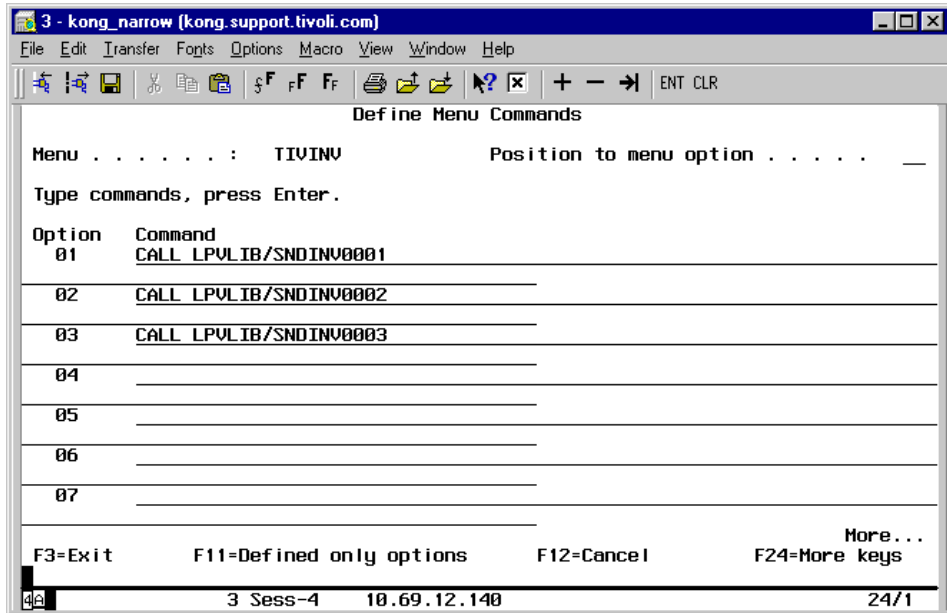 3 - kong_narrow (kong.support.tivoli.com)
File Edit Transfer Fonts Options Macro View Window Help
ENT CLR
Define Menu Commands
Menu . . . . . . : TIVINV Position to menu option . . . . . __
Type commands, press Enter.
Option Command
01 CALL LPVLIB/SNDINV0001
02 CALL LPVLIB/SNDINV0002
03 CALL LPVLIB/SNDINV0003
04
05
06
07
More...
F3=Exit F11=Defined only options F12=Cancel F24=More keys
4A 3 Sess-4 10.69.12.140 24/1